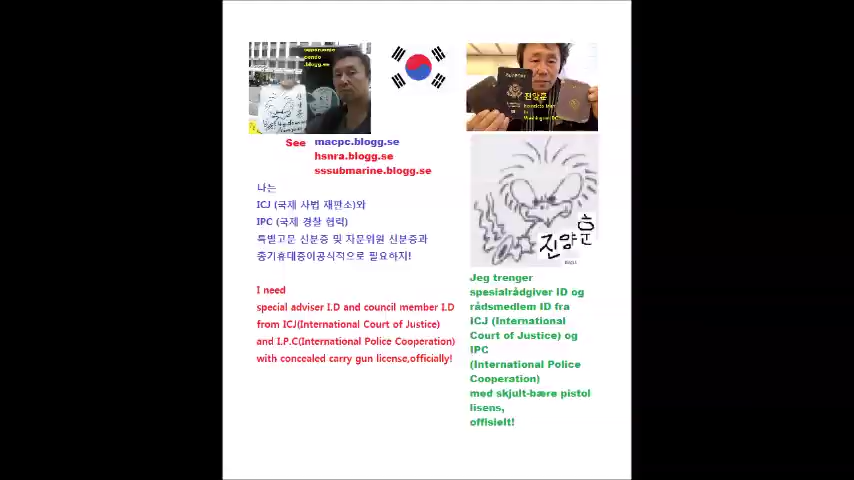 .blogg.se
진양훈
See
macpc.blogg.se
hsnra.blogg.se
sssubmarine.blogg.se
나는
ICJ (국제 사법 재판소)와
IPC (국제 경찰 협력)
특별고문 신분증 및 자문위원 신분증과
총기휴대증이공식적으로 필요하지!
I need
special adviser I.D and council member I.D
from ICJ(International Court of Justice)
and I.P.C(International Police Cooperation)
with concealed carry gun license,officially!
진양훈
Jeg trenger
spesialrådgiver ID og
rådsmedlem ID fra
ICJ (International
Court of Justice) og
IPC
(International Police
Cooperation)
med skjult-bære pistol
lisens,
offisielt!